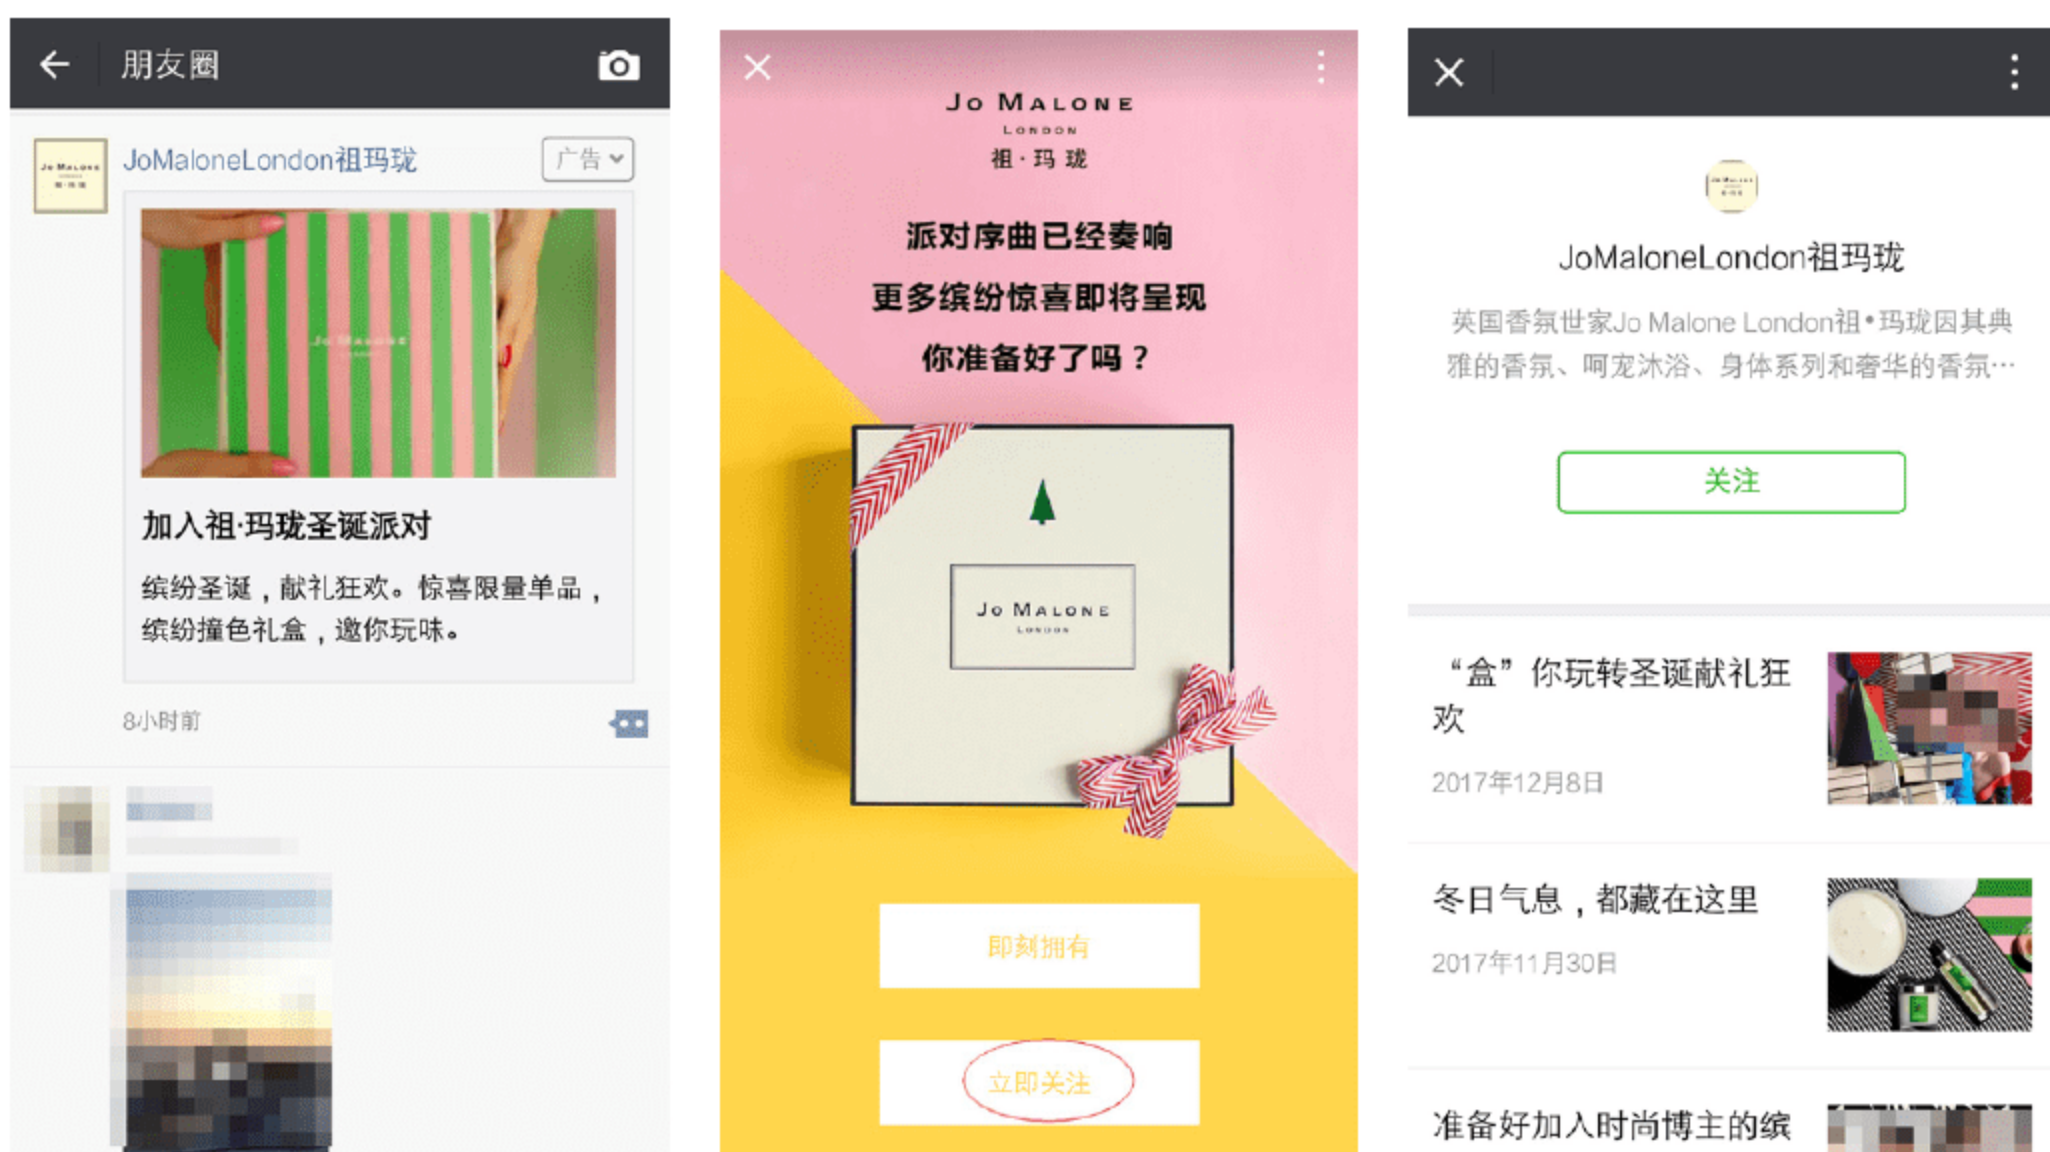 朋友圈
JO MALONE
祖·玛珑
JoMaloneLondon祖玛珑
广告
Jo Malone
加入祖·玛珑圣诞派对
缤纷圣诞，献礼狂欢。惊喜限量单品，
缤纷撞色礼盒，邀你玩味。
8小时前
JO MALONE
LONDON
祖·玛珑
派对序曲已经奏响
更多缤纷惊喜即将呈现
你准备好了吗？
JO MALONE
LONDON
即刻拥有
立即关注
JoMaloneLondon祖玛珑
英国香氛世家Jo Malone London祖•玛珑因其典
雅的香氛、呵宠沐浴、身体系列和奢华的香氛…
关注
“盒”你玩转圣诞献礼狂
欢
2017年12月8日
冬日气息，都藏在这里
2017年11月30日
准备好加入时尚博主的缤